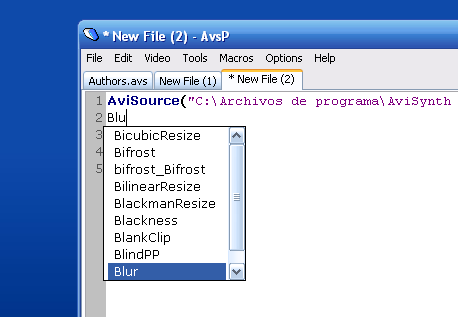 * New File (2) - AvsP
File Edit Video Tools Macros Options Help
Authors.avs New File (1) * New File (2)
1 AviSource("C:\Archivos de programa\AviSynth
2 Blu
3 BicubicResize
Bifrost
4 bifrost_Bifrost
5 BilinearResize
BlackmanResize
Blackness
BlankClip
BlindPP
Blur